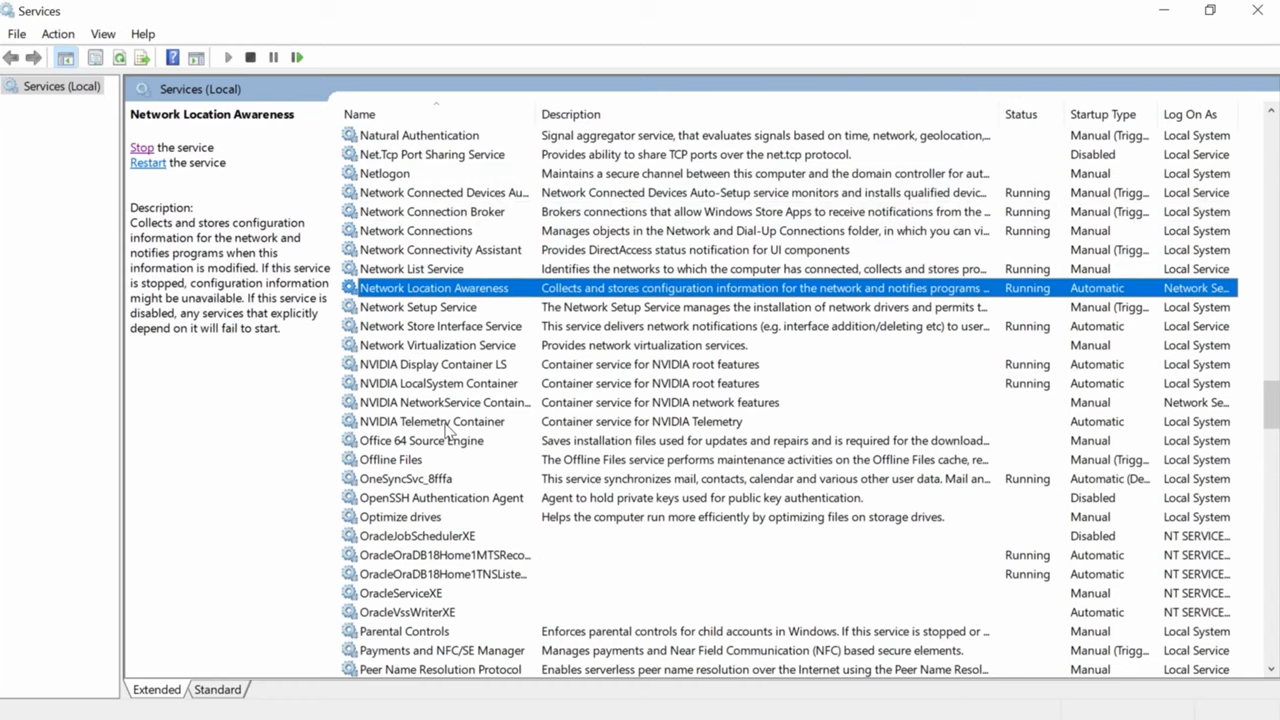 Services
File Action View Help
Services (Local)
Services (Local)
Network Location Awareness
Stop the service
Restart the service
Description:
Collects and stores configuration
information for the network and
notifies programs when this
information is modified. If this service
is stopped, configuration information
might be unavailable. If this service is
disabled, any services that explicitly
depend on it will fail to start.
Name Description Status Startup Type Log On As
Natural Authentication Signal aggregator service, that evaluates signals based on time, network, geolocation,... Manual (Trigg... Local System
Net.Tcp Port Sharing Service Provides ability to share TCP ports over the net.tcp protocol. Disabled Local Service
Netlogon Maintains a secure channel between this computer and the domain controller for aut... Manual Local System
Network Connected Devices Au... Network Connected Devices Auto-Setup service monitors and installs qualified devic... Running Manual (Trigg... Local Service
Network Connection Broker Brokers connections that allow Windows Store Apps to receive notifications from the ... Running Manual (Trigg... Local System
Network Connections Manages objects in the Network and Dial-Up Connections folder, in which you can vi... Running Manual Local System
Network Connectivity Assistant Provides DirectAccess status notification for UI components Manual (Trigg... Local System
Network List Service Identifies the networks to which the computer has connected, collects and stores pro... Running Manual Local Service
Network Location Awareness Collects and stores configuration information for the network and notifies programs ... Running Automatic Network Se...
Network Setup Service The Network Setup Service manages the installation of network drivers and permits t... Manual (Trigg... Local System
Network Store Interface Service This service delivers network notifications (e.g. interface addition/deleting etc) to user... Running Automatic Local Service
Network Virtualization Service Provides network virtualization services. Manual Local System
NVIDIA Display Container LS Container service for NVIDIA root features Running Automatic Local System
NVIDIA LocalSystem Container Container service for NVIDIA root features Running Automatic Local System
NVIDIA NetworkService Contain... Container service for NVIDIA network features Manual Network Se...
NVIDIA Telemetry Container Container service for NVIDIA Telemetry Automatic Local System
Office 64 Source Engine Saves installation files used for updates and repairs and is required for the download... Manual Local System
Offline Files The Offline Files service performs maintenance activities on the Offline Files cache, re... Manual (Trigg... Local System
OneSyncSvc_8fffa This service synchronizes mail, contacts, calendar and various other user data. Mail an... Running Automatic (De... Local System
OpenSSH Authentication Agent Agent to hold private keys used for public key authentication. Disabled Local System
Optimize drives Helps the computer run more efficiently by optimizing files on storage drives. Manual Local System
OracleJobSchedulerXE Disabled NT SERVICE...
OracleOraDB18Home1MTSReco... Running Automatic NT SERVICE...
OracleOraDB18Home1TNSListe... Running Automatic NT SERVICE...
OracleServiceXE Manual NT SERVICE...
OracleVssWriterXE Automatic NT SERVICE...
Parental Controls Enforces parental controls for child accounts in Windows. If this service is stopped or ... Manual Local System
Payments and NFC/SE Manager Manages payments and Near Field Communication (NFC) based secure elements. Manual (Trigg... Local Service
Peer Name Resolution Protocol Enables serverless peer name resolution over the Internet using the Peer Name Resol... Manual Local Service
Extended Standard